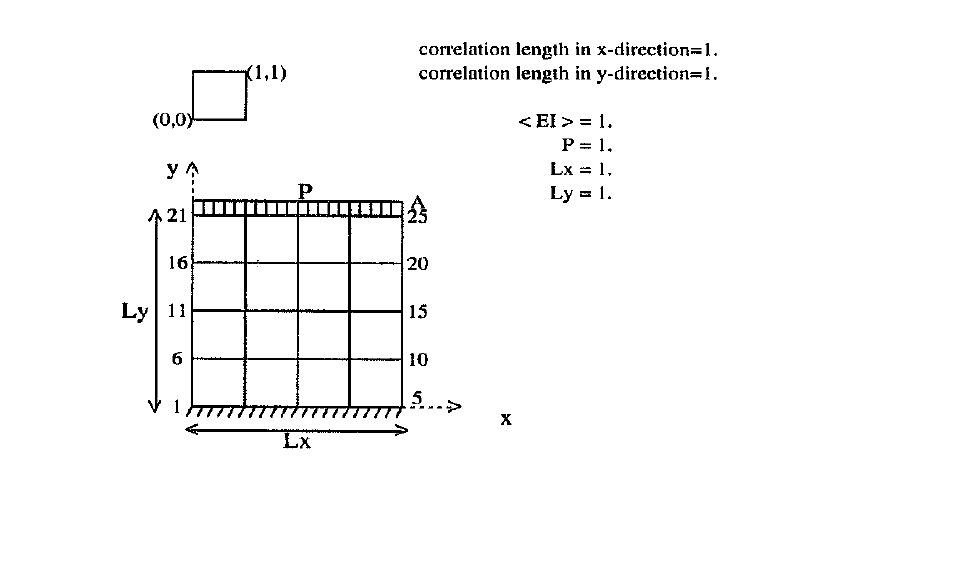 correlation length in x-direction=1.
correlation length in y-direction=1.
(1,1)
(0,0)
< EI > = 1.
P = 1.
Lx = 1.
Ly = 1.
y
P
A
21
25
16
20
Ly
11
15
6
10
1
5
x
Lx